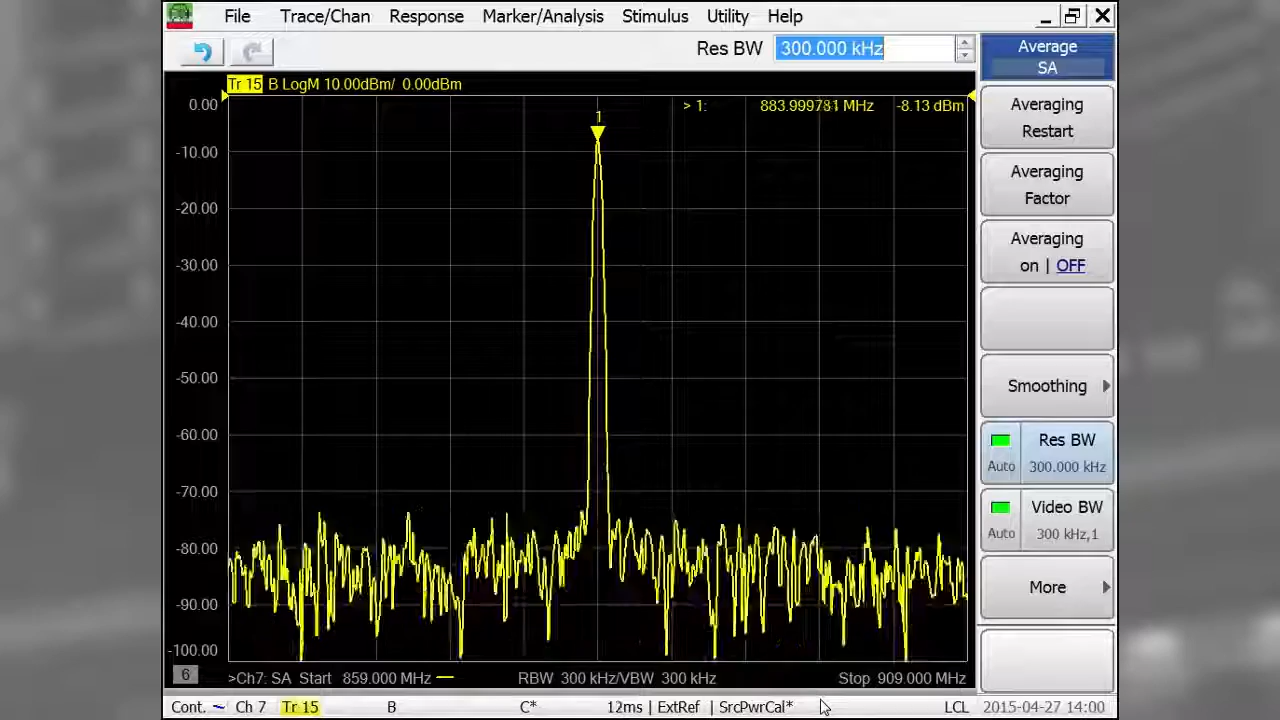 File Trace/Chan Response Marker/Analysis Stimulus Utility Help
Res BW 300.000 kHz
Average
SA
Tr 15 B LogM 10.00dBm/ 0.00dBm
> 1: 883.999781 MHz -8.13 dBm
1
0.00
-10.00
-20.00
-30.00
-40.00
-50.00
-60.00
-70.00
-80.00
-90.00
-100.00
Averaging
Restart
Averaging
Factor
Averaging
on | OFF
Smoothing
Res BW
Auto 300.000 kHz
Video BW
Auto 300 kHz,1
More
6 >Ch7: SA Start 859.000 MHz RBW 300 kHz/VBW 300 kHz Stop 909.000 MHz
Cont. ~ Ch 7 Tr 15 B C* 12ms | ExtRef | SrcPwrCal* LCL 2015-04-27 14:00